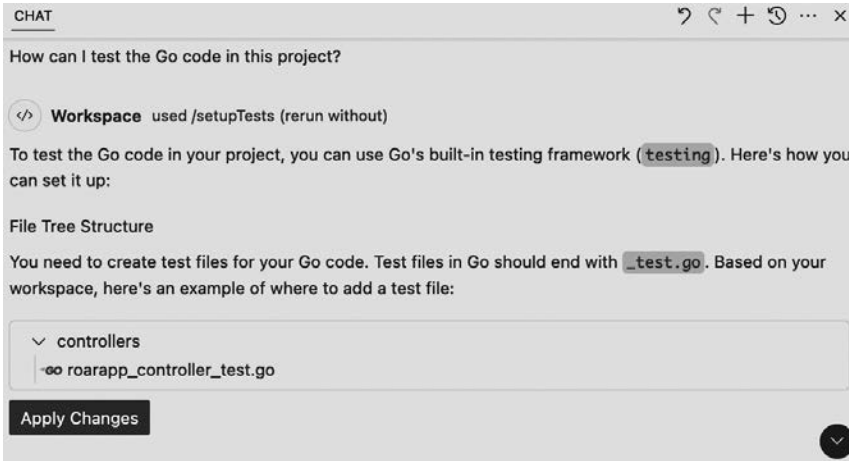 CHAT
How can I test the Go code in this project?
</> Workspace used /setupTests (rerun without)
To test the Go code in your project, you can use Go's built-in testing framework (testing). Here's how you
can set it up:
File Tree Structure
You need to create test files for your Go code. Test files in Go should end with _test.go. Based on your
workspace, here's an example of where to add a test file:
controllers
GO roarapp_controller_test.go
Apply Changes